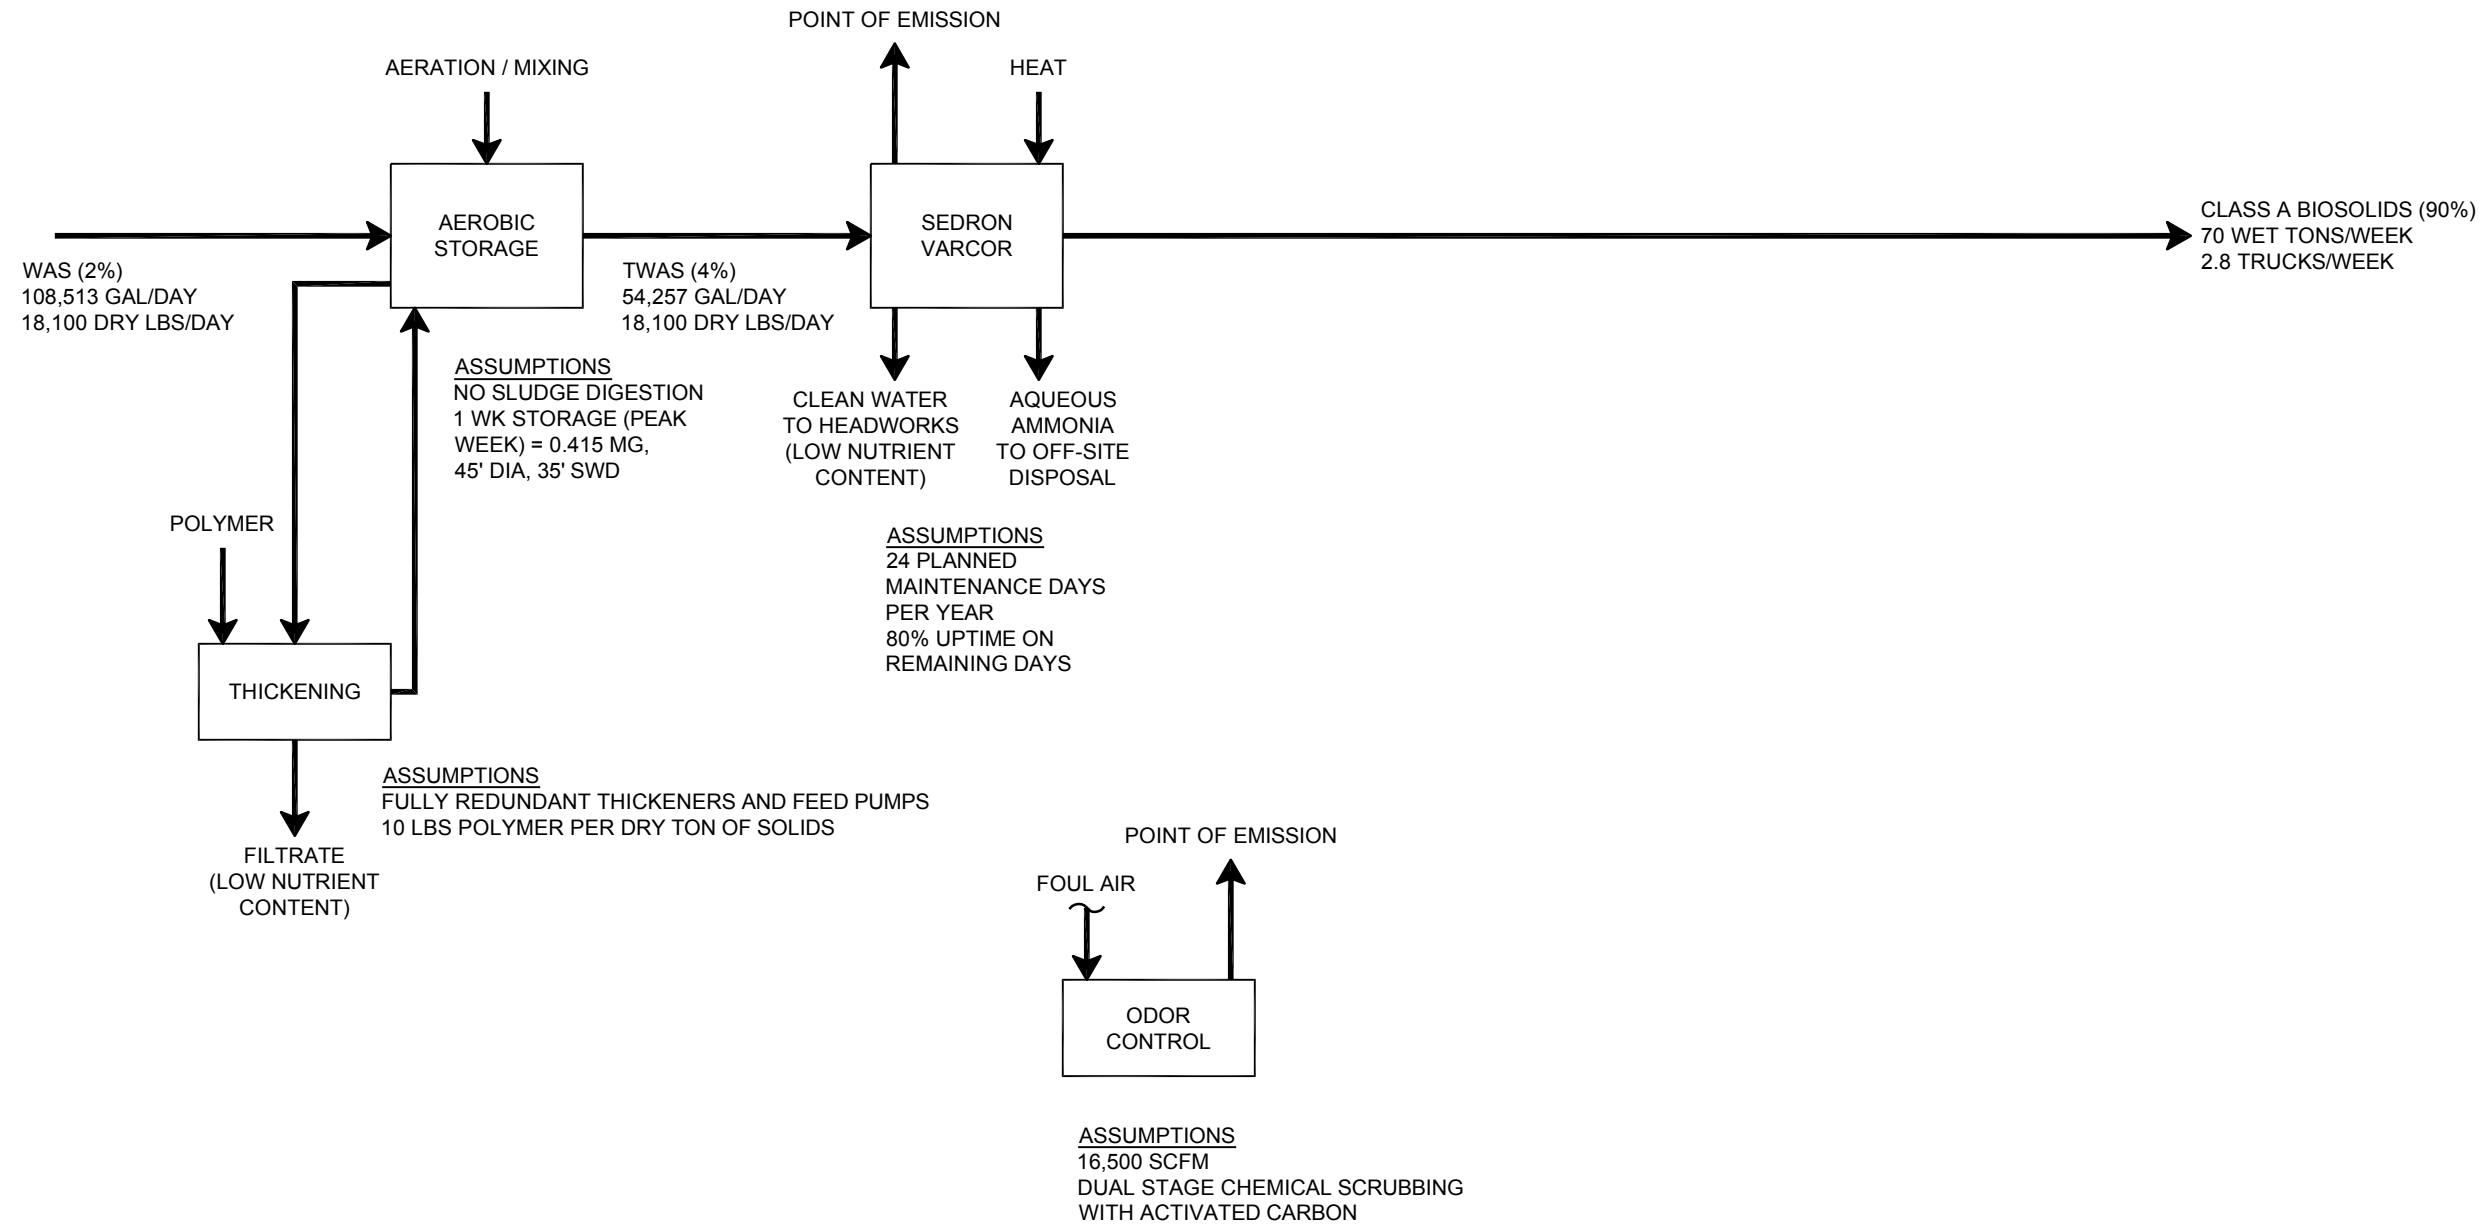 POINT OF EMISSION
AERATION / MIXING
HEAT
AEROBIC
STORAGE
SEDRON
VARCOR
CLASS A BIOSOLIDS (90%)
70 WET TONS/WEEK
2.8 TRUCKS/WEEK
WAS (2%)
108,513 GAL/DAY
18,100 DRY LBS/DAY
TWAS (4%)
54,257 GAL/DAY
18,100 DRY LBS/DAY
ASSUMPTIONS
NO SLUDGE DIGESTION
1 WK STORAGE (PEAK
WEEK) = 0.415 MG,
45' DIA, 35' SWD
CLEAN WATER
TO HEADWORKS
(LOW NUTRIENT
CONTENT)
AQUEOUS
AMMONIA
TO OFF-SITE
DISPOSAL
ASSUMPTIONS
24 PLANNED
MAINTENANCE DAYS
PER YEAR
80% UPTIME ON
REMAINING DAYS
POLYMER
THICKENING
ASSUMPTIONS
FULLY REDUNDANT THICKENERS AND FEED PUMPS
10 LBS POLYMER PER DRY TON OF SOLIDS
FILTRATE
(LOW NUTRIENT
CONTENT)
POINT OF EMISSION
FOUL AIR
ODOR
CONTROL
ASSUMPTIONS
16,500 SCFM
DUAL STAGE CHEMICAL SCRUBBING
WITH ACTIVATED CARBON